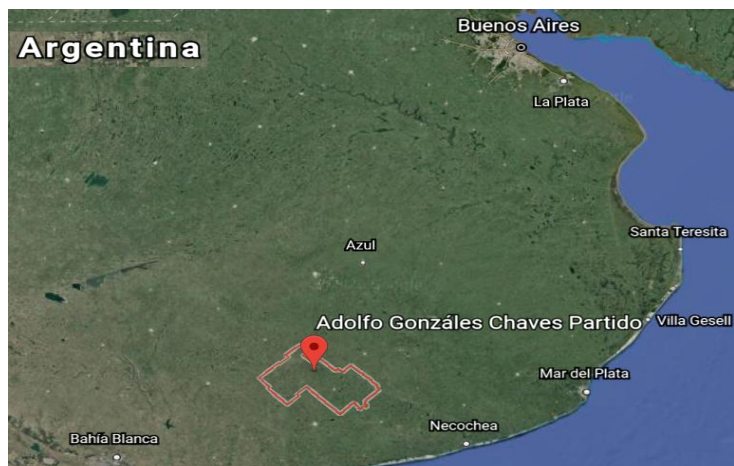 Buenos Aires
Argentina
La Plata
Santa Teresita
Azul
Adolfo Gonzáles Chaves Partido
Villa Gesell
Mar del Plata
Necochea
Bahía Blanca